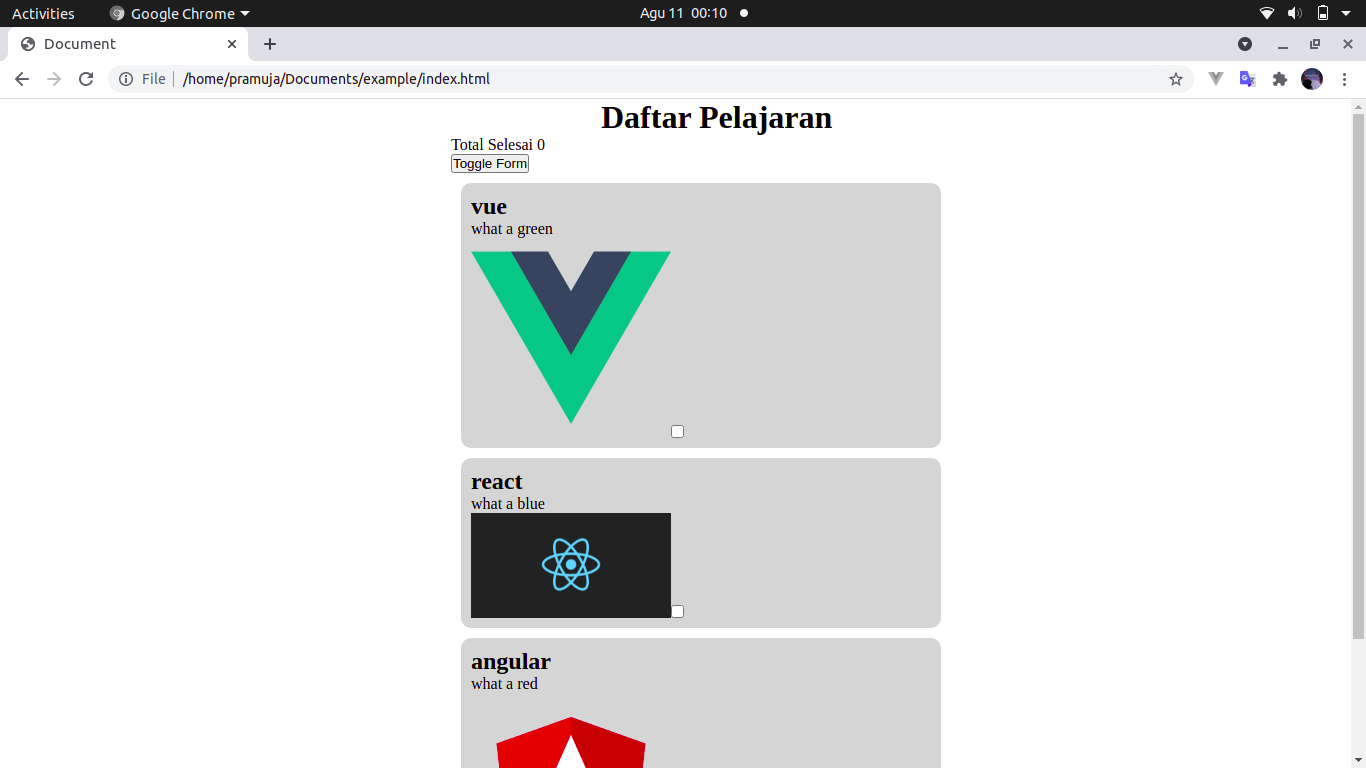 Activities Google Chrome Agu 11 00:10
Document
File /home/pramuja/Documents/example/index.html
Daftar Pelajaran
Total Selesai 0
Toggle Form
vue
what a green
react
what a blue
angular
what a red